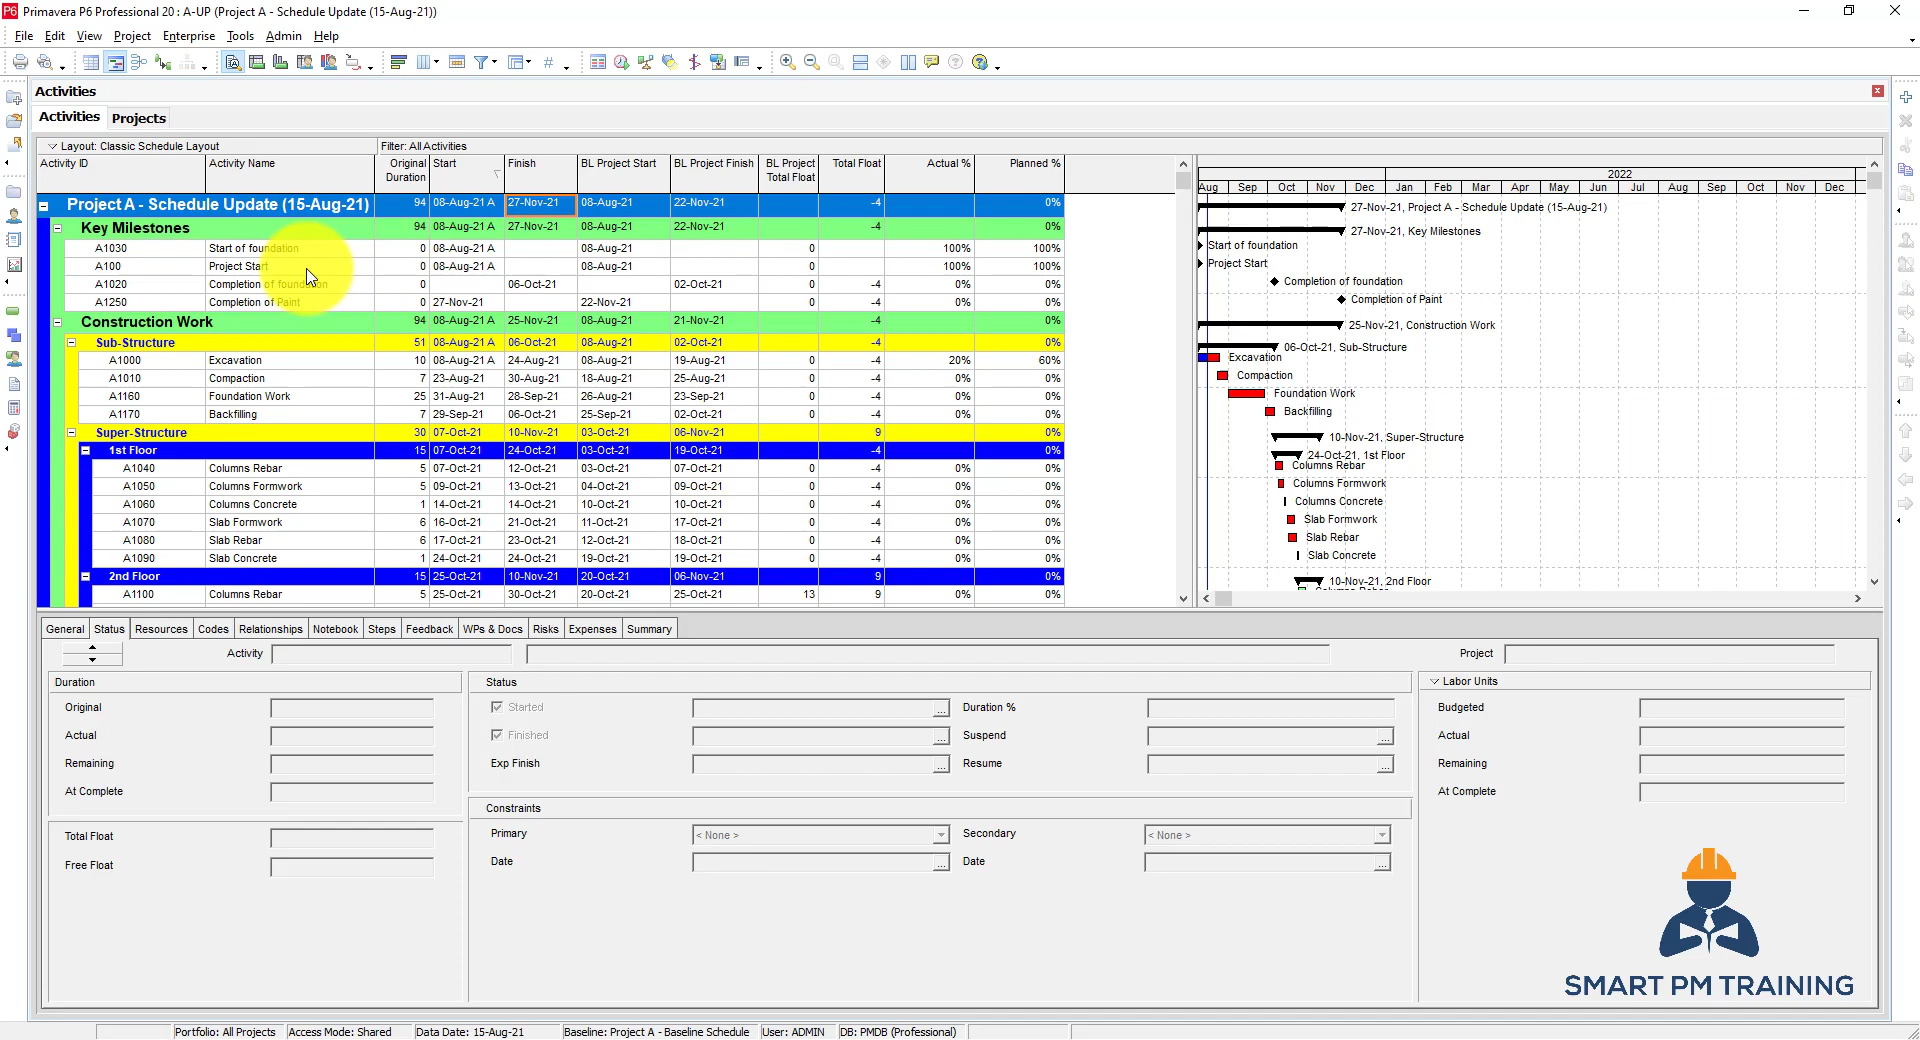 P6 Primavera P6 Professional 20 : A-UP (Project A - Schedule Update (15-Aug-21))
File Edit View Project Enterprise Tools Admin Help
Activities
Activities Projects
Layout: Classic Schedule Layout Filter: All Activities
Activity ID Activity Name Original Duration Start Finish BL Project Start BL Project Finish BL Project Total Float Total Float Actual % Planned %
2022
Aug Sep Oct Nov Dec Jan Feb Mar Apr May Jun Jul Aug Sep Oct Nov Dec
Project A - Schedule Update (15-Aug-21) 94 08-Aug-21 A 27-Nov-21 08-Aug-21 22-Nov-21 -4 0% 27-Nov-21, Project A - Schedule Update (15-Aug-21)
Key Milestones 94 08-Aug-21 A 27-Nov-21 08-Aug-21 22-Nov-21 -4 0% 27-Nov-21, Key Milestones
A1030 Start of foundation 0 08-Aug-21 A 08-Aug-21 0 100% 100% Start of foundation
A100 Project Start 0 08-Aug-21 A 08-Aug-21 0 100% 100% Project Start
A1020 Completion of foundation 0 06-Oct-21 02-Oct-21 0 -4 0% 0% Completion of foundation
A1250 Completion of Paint 0 27-Nov-21 22-Nov-21 0 -4 0% 0% Completion of Paint
Construction Work 94 08-Aug-21 A 25-Nov-21 08-Aug-21 21-Nov-21 -4 0% 25-Nov-21, Construction Work
Sub-Structure 51 08-Aug-21 A 06-Oct-21 08-Aug-21 02-Oct-21 -4 0% 06-Oct-21, Sub-Structure
A1000 Excavation 10 08-Aug-21 A 24-Aug-21 08-Aug-21 19-Aug-21 0 -4 20% 60% Excavation
A1010 Compaction 7 23-Aug-21 30-Aug-21 18-Aug-21 25-Aug-21 0 -4 0% 0% Compaction
A1160 Foundation Work 25 31-Aug-21 28-Sep-21 26-Aug-21 23-Sep-21 0 -4 0% 0% Foundation Work
A1170 Backfilling 7 29-Sep-21 06-Oct-21 25-Sep-21 02-Oct-21 0 -4 0% 0% Backfilling
Super-Structure 30 07-Oct-21 10-Nov-21 03-Oct-21 06-Nov-21 9 0% 10-Nov-21, Super-Structure
1st Floor 15 07-Oct-21 24-Oct-21 03-Oct-21 19-Oct-21 -4 0% 24-Oct-21, 1st Floor
A1040 Columns Rebar 5 07-Oct-21 12-Oct-21 03-Oct-21 07-Oct-21 0 -4 0% 0% Columns Rebar
A1050 Columns Formwork 5 09-Oct-21 13-Oct-21 04-Oct-21 09-Oct-21 0 -4 0% 0% Columns Formwork
A1060 Columns Concrete 1 14-Oct-21 14-Oct-21 10-Oct-21 10-Oct-21 0 -4 0% 0% Columns Concrete
A1070 Slab Formwork 6 16-Oct-21 21-Oct-21 11-Oct-21 17-Oct-21 0 -4 0% 0% Slab Formwork
A1080 Slab Rebar 6 17-Oct-21 23-Oct-21 12-Oct-21 18-Oct-21 0 -4 0% 0% Slab Rebar
A1090 Slab Concrete 1 24-Oct-21 24-Oct-21 19-Oct-21 19-Oct-21 0 -4 0% 0% Slab Concrete
2nd Floor 15 25-Oct-21 10-Nov-21 20-Oct-21 06-Nov-21 9 0% 10-Nov-21, 2nd Floor
A1100 Columns Rebar 5 25-Oct-21 30-Oct-21 20-Oct-21 25-Oct-21 13 9 0% 0% Columns Rebar
General Status Resources Codes Relationships Notebook Steps Feedback WPs & Docs Risks Expenses Summary
Activity Project
Duration Status Labor Units
Original Started Duration % Budgeted
Actual Finished Suspend Actual
Remaining Exp Finish Resume Remaining
At Complete At Complete
Constraints
Total Float Primary < None > Secondary < None >
Free Float Date Date
SMART PM TRAINING
Portfolio: All Projects Access Mode: Shared Data Date: 15-Aug-21 Baseline: Project A - Baseline Schedule User: ADMIN DB: PMDB (Professional)